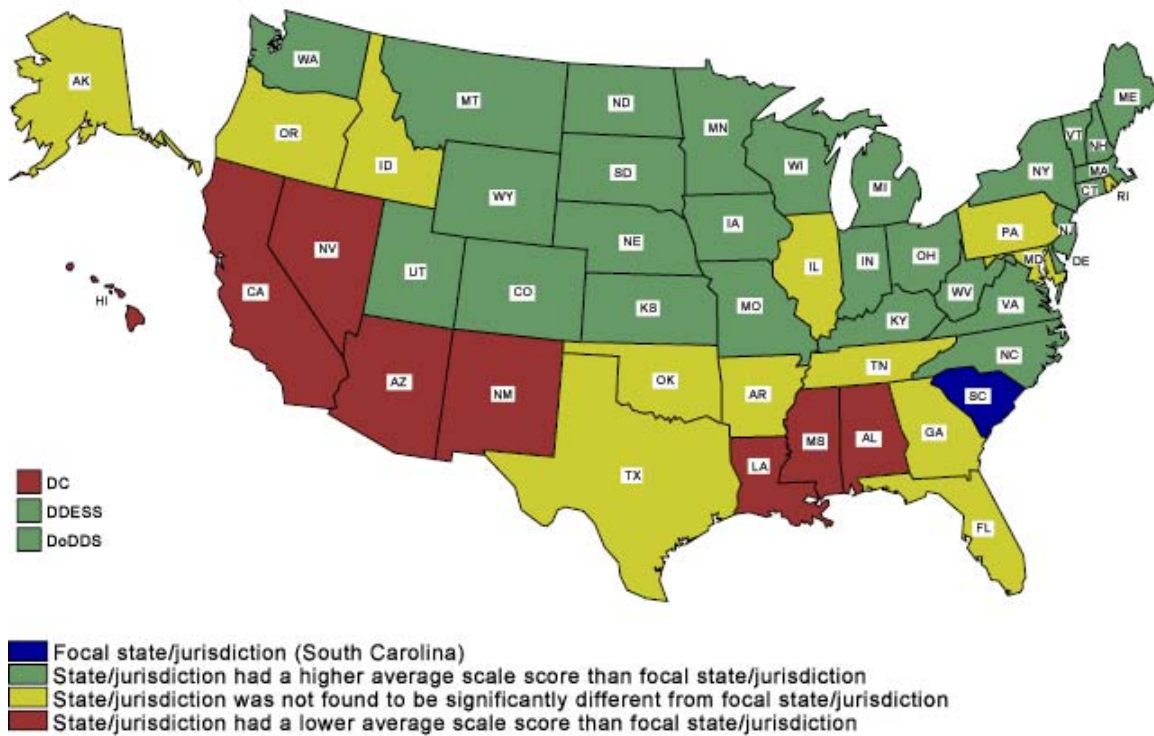 AK
WA
MT
ND
MN
ME
VT
NH
OR
ID
WI
NY
MA
SD
MI
CT
RI
WY
IA
PA
NJ
NE
NV
OH
MD
DE
IL
IN
UT
CA
CO
WV
VA
HI
KS
MO
KY
NC
TN
AZ
OK
NM
AR
SC
GA
MS
AL
LA
TX
FL
DC
DDESS
DoDDS
Focal state/jurisdiction (South Carolina)
State/jurisdiction had a higher average scale score than focal state/jurisdiction
State/jurisdiction was not found to be significantly different from focal state/jurisdiction
State/jurisdiction had a lower average scale score than focal state/jurisdiction